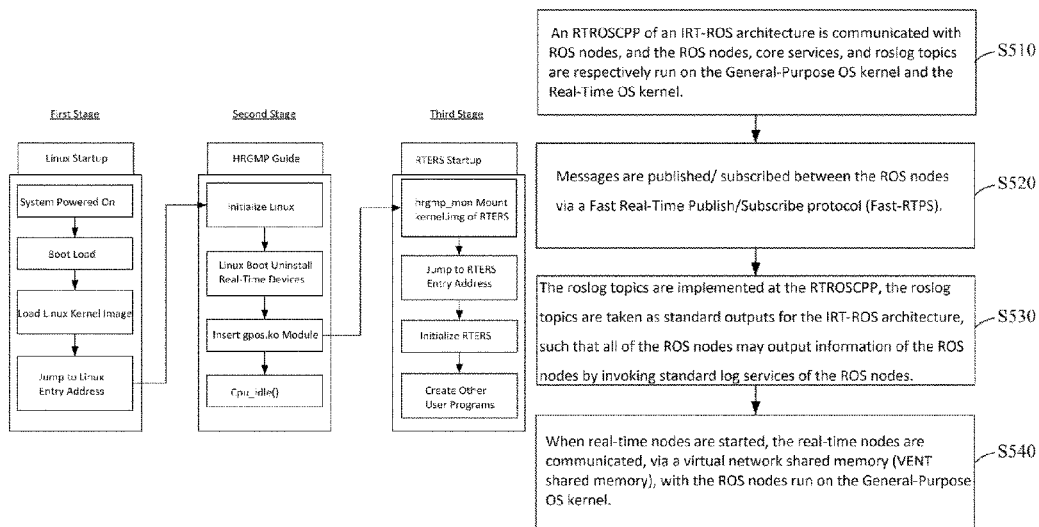 First Stage
Linux Startup
System Powered On
Boot Load
Load Linux Kernel Image
Jump to Linux
Entry Address
Second Stage
HRGMP Guide
Initialize Linux
Linux Boot Uninstall
Real-Time Devices
Insert gpos.ko Module
Cpu_idle()
Third Stage
RTERS Startup
hrgmp_mon Mount
kernel.img of RTERS
Jump to RTERS
Entry Address
Initialize RTERS
Create Other
User Programs
An RTROSCPP of an IRT-ROS architecture is communicated with
ROS nodes, and the ROS nodes, core services, and roslog topics
are respectively run on the General-Purpose OS kernel and the
Real-Time OS kernel.
S510
Messages are published/ subscribed between the ROS nodes
via a Fast Real-Time Publish/Subscribe protocol (Fast-RTPS).
S520
The roslog topics are implemented at the RTROSCPP, the roslog
topics are taken as standard outputs for the IRT-ROS architecture,
such that all of the ROS nodes may output information of the ROS
nodes by invoking standard log services of the ROS nodes.
S530
When real-time nodes are started, the real-time nodes are
communicated, via a virtual network shared memory (VENT
shared memory), with the ROS nodes run on the General-Purpose
OS kernel.
S540